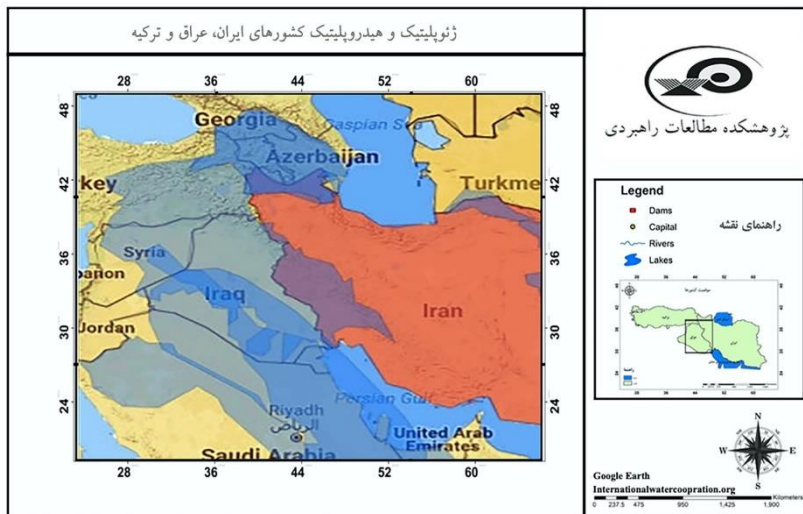 ژئوپلیتیک و هیدروپلیتیک کشورهای ایران، عراق و ترکیه
28 36 44 52 60
48
42
36
30
24
48
42
36
30
24
Georgia
Caspian Sea
Azerbaijan
rkey
Turkme
Syria
banon
Iraq
Iran
Jordan
Persian Gulf
Riyadh
الرياض
United Arab
Emirates
Saudi Arabia
28 36 44 52 60
پژوهشکده مطالعات راهبردی
Legend
Dams
Capital
Rivers
Lakes
راهنمای نقشه
N
W E
S
Google Earth
Internationalwatercoopration.org
0 237.5 475 950 1,425 1,900
Kilometers